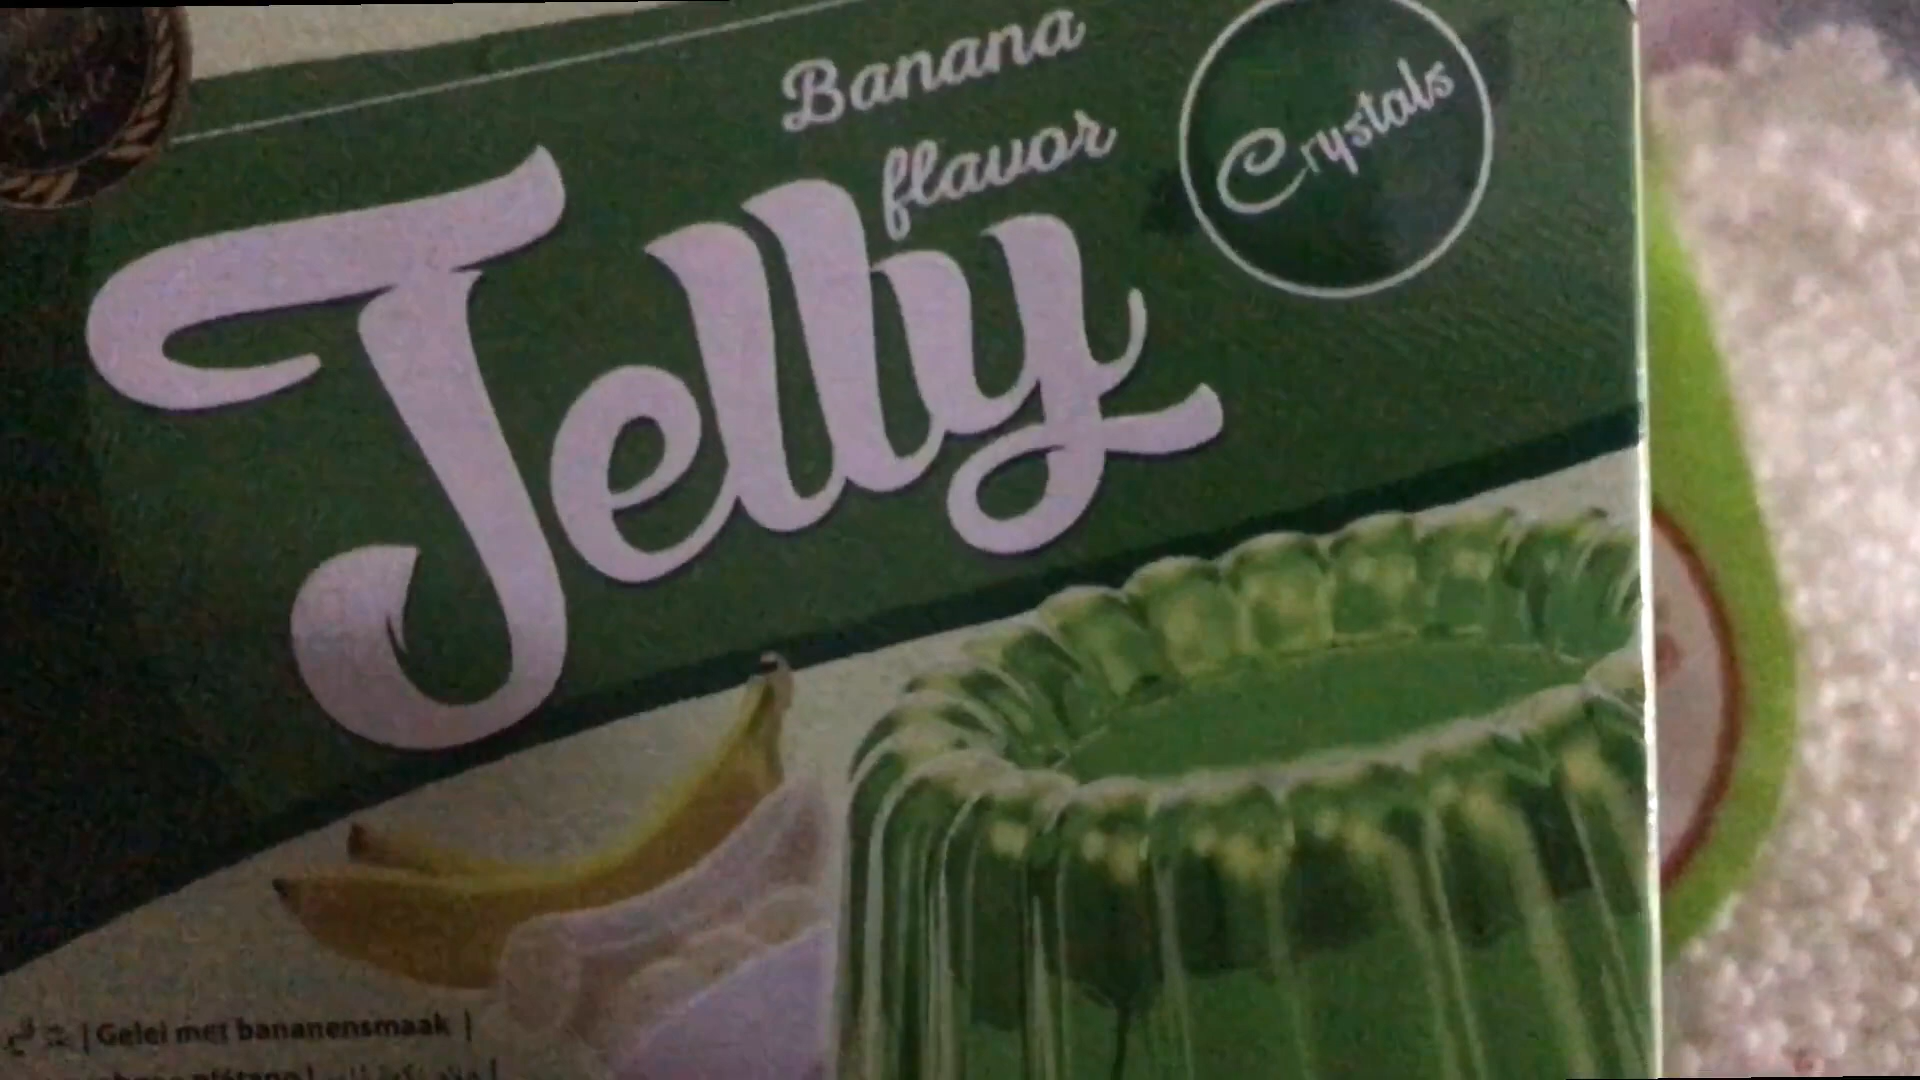 Banana
flavor
Crystals
Jelly
| Gelei met bananensmaak |